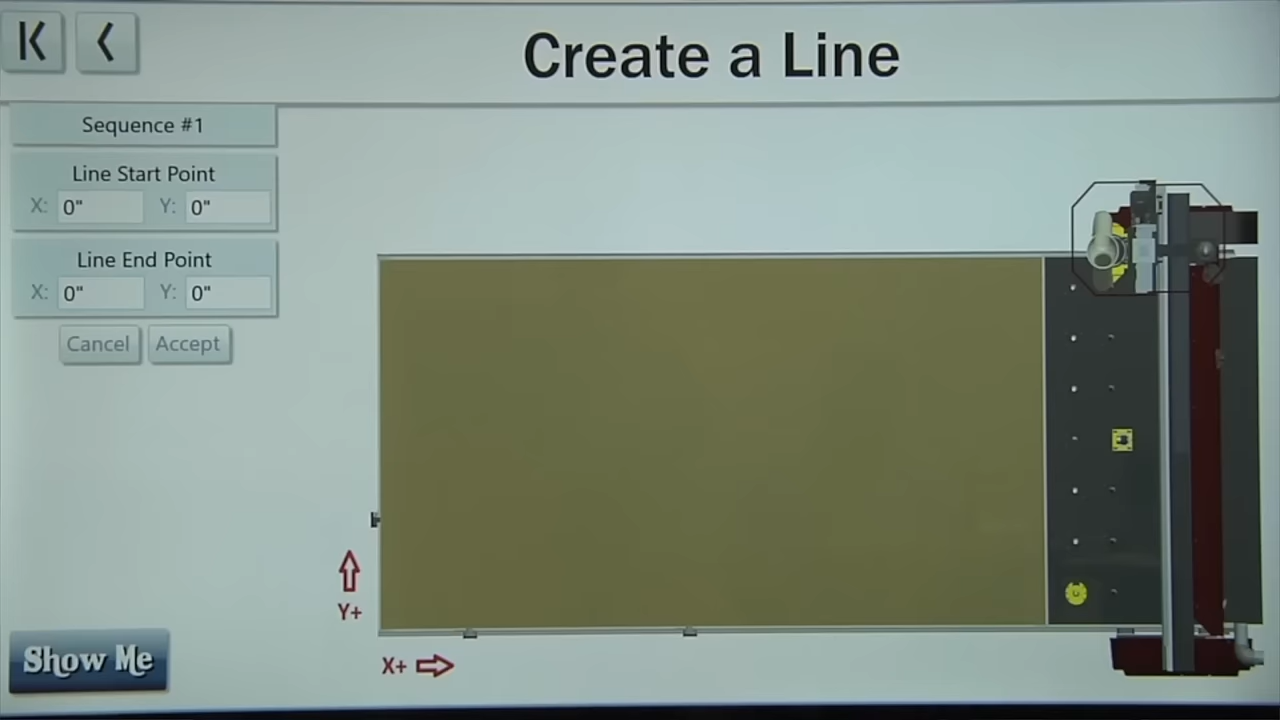 Create a Line
Sequence #1
Line Start Point
X: 0" Y: 0"
Line End Point
X: 0" Y: 0"
Cancel Accept
Y+
X+
Show Me